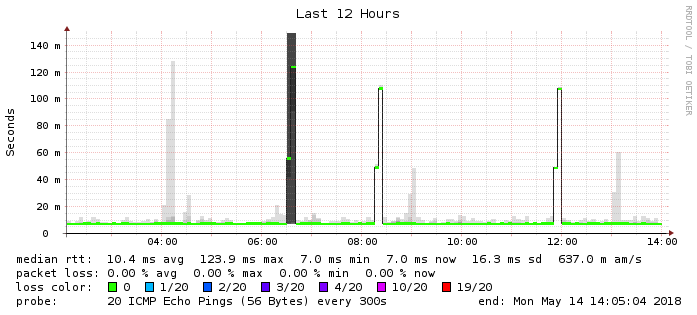 Last 12 Hours
RRDTOOL / TOBI OETIKER
Seconds
140 m
120 m
100 m
80 m
60 m
40 m
20 m
0
04:00 06:00 08:00 10:00 12:00 14:00
median rtt: 10.4 ms avg 123.9 ms max 7.0 ms min 7.0 ms now 16.3 ms sd 637.0 m am/s
packet loss: 0.00 % avg 0.00 % max 0.00 % min 0.00 % now
loss color: 0 1/20 2/20 3/20 4/20 10/20 19/20
probe: 20 ICMP Echo Pings (56 Bytes) every 300s end: Mon May 14 14:05:04 2018